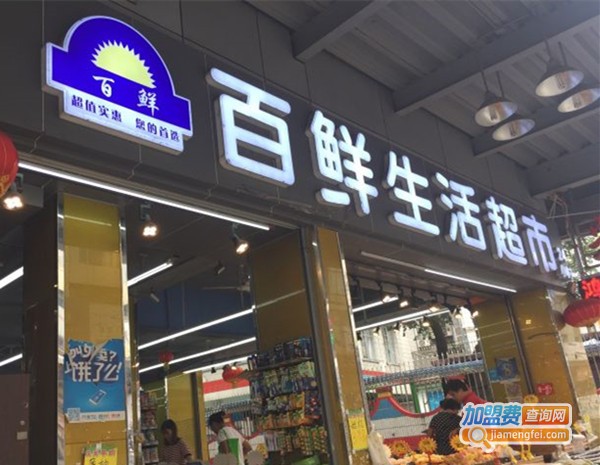 百鲜
超值实惠 您的首选
百鲜生活超市
饿了么!
加盟费查询网
jiamengfei.com